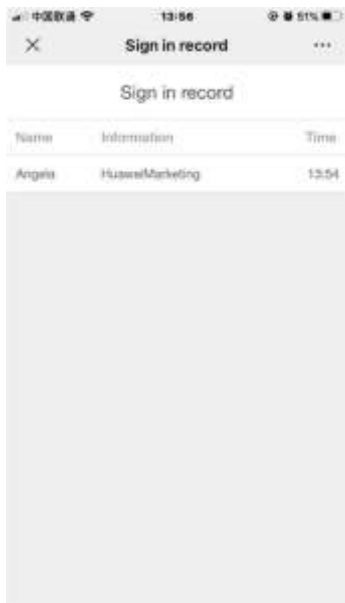 中国联通 13:56 51%
Sign in record
Sign in record
Name Information Time
Angela HuaweiMarketing 13:54